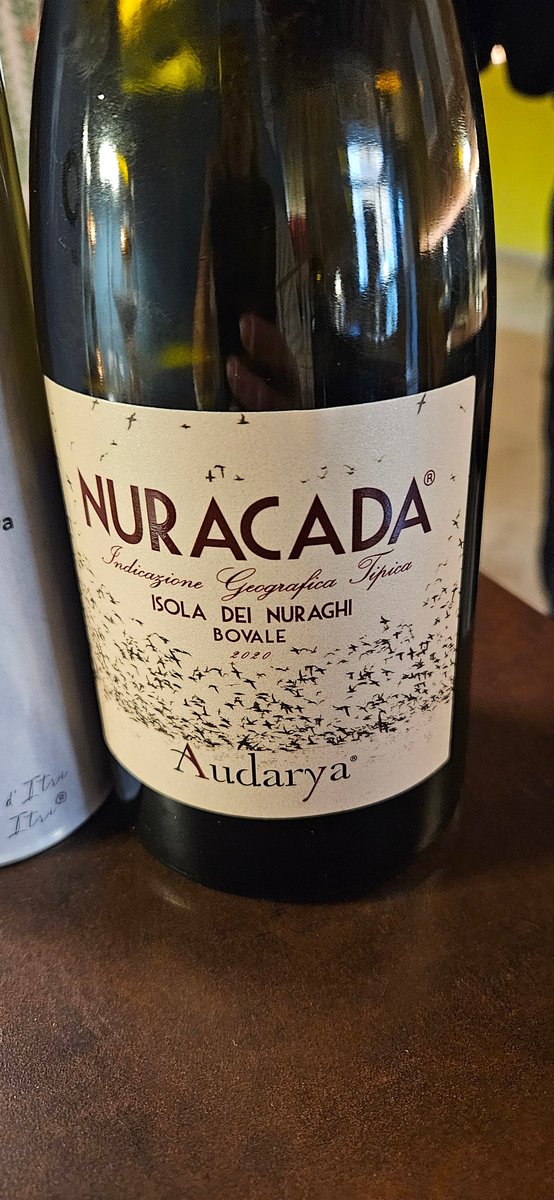 NURACADA®
Indicazione Geografica Tipica
ISOLA DEI NURAGHI
BOVALE
2020
Audarya®
a
d'Itri
Itri®